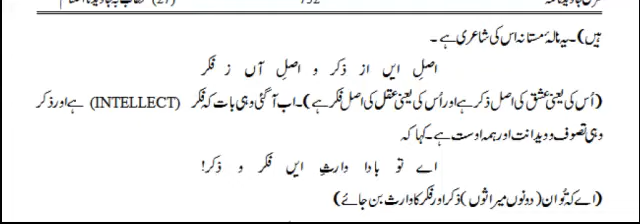 ہیں)۔ یہ نالۂ مستانہ اس کی شاعری ہے ۔
اصلِ ایں از ذکر و اصلِ آں ز فکر
(اُس کی یعنی عشق کی اصل ذکر ہے اور اُس کی یعنی عقل کی اصل فکر ہے)۔ اب آ گئی وہی بات کہ فکر (INTELLECT) ہے اور ذکر
وہی تصوف و ویدانت اور ہمہ اوست ہے۔ کہا کہ
اے تو بادا وارثِ ایں فکر و ذکر!
(اے کہ تُو ان (دونوں میراثوں) ذکر اور فکر کا وارث بن جائے)